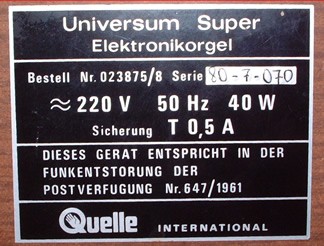 Universum Super
Elektronikorgel
Bestell Nr. 023875/8 Serie 80-7-070
≈ 220 V 50 Hz 40 W
Sicherung T 0,5 A
DIESES GERAT ENTSPRICHT IN DER
FUNKENTSTORUNG DER
POSTVERFUGUNG Nr. 647/1961
Quelle INTERNATIONAL